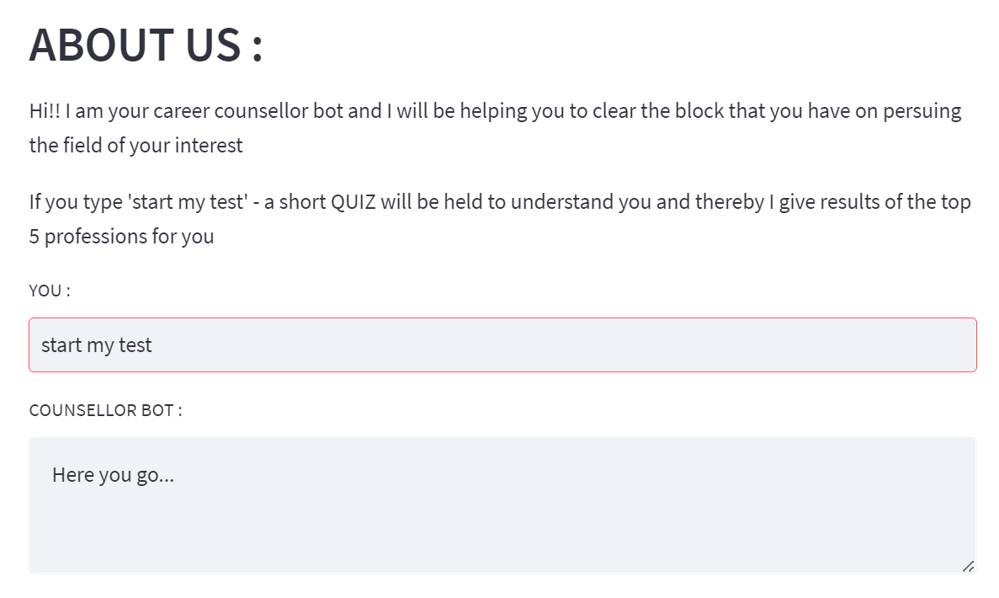 ABOUT US :
Hi!! I am your career counsellor bot and I will be helping you to clear the block that you have on persuing
the field of your interest
If you type 'start my test' - a short QUIZ will be held to understand you and thereby I give results of the top
5 professions for you
YOU :
start my test
COUNSELLOR BOT :
Here you go...